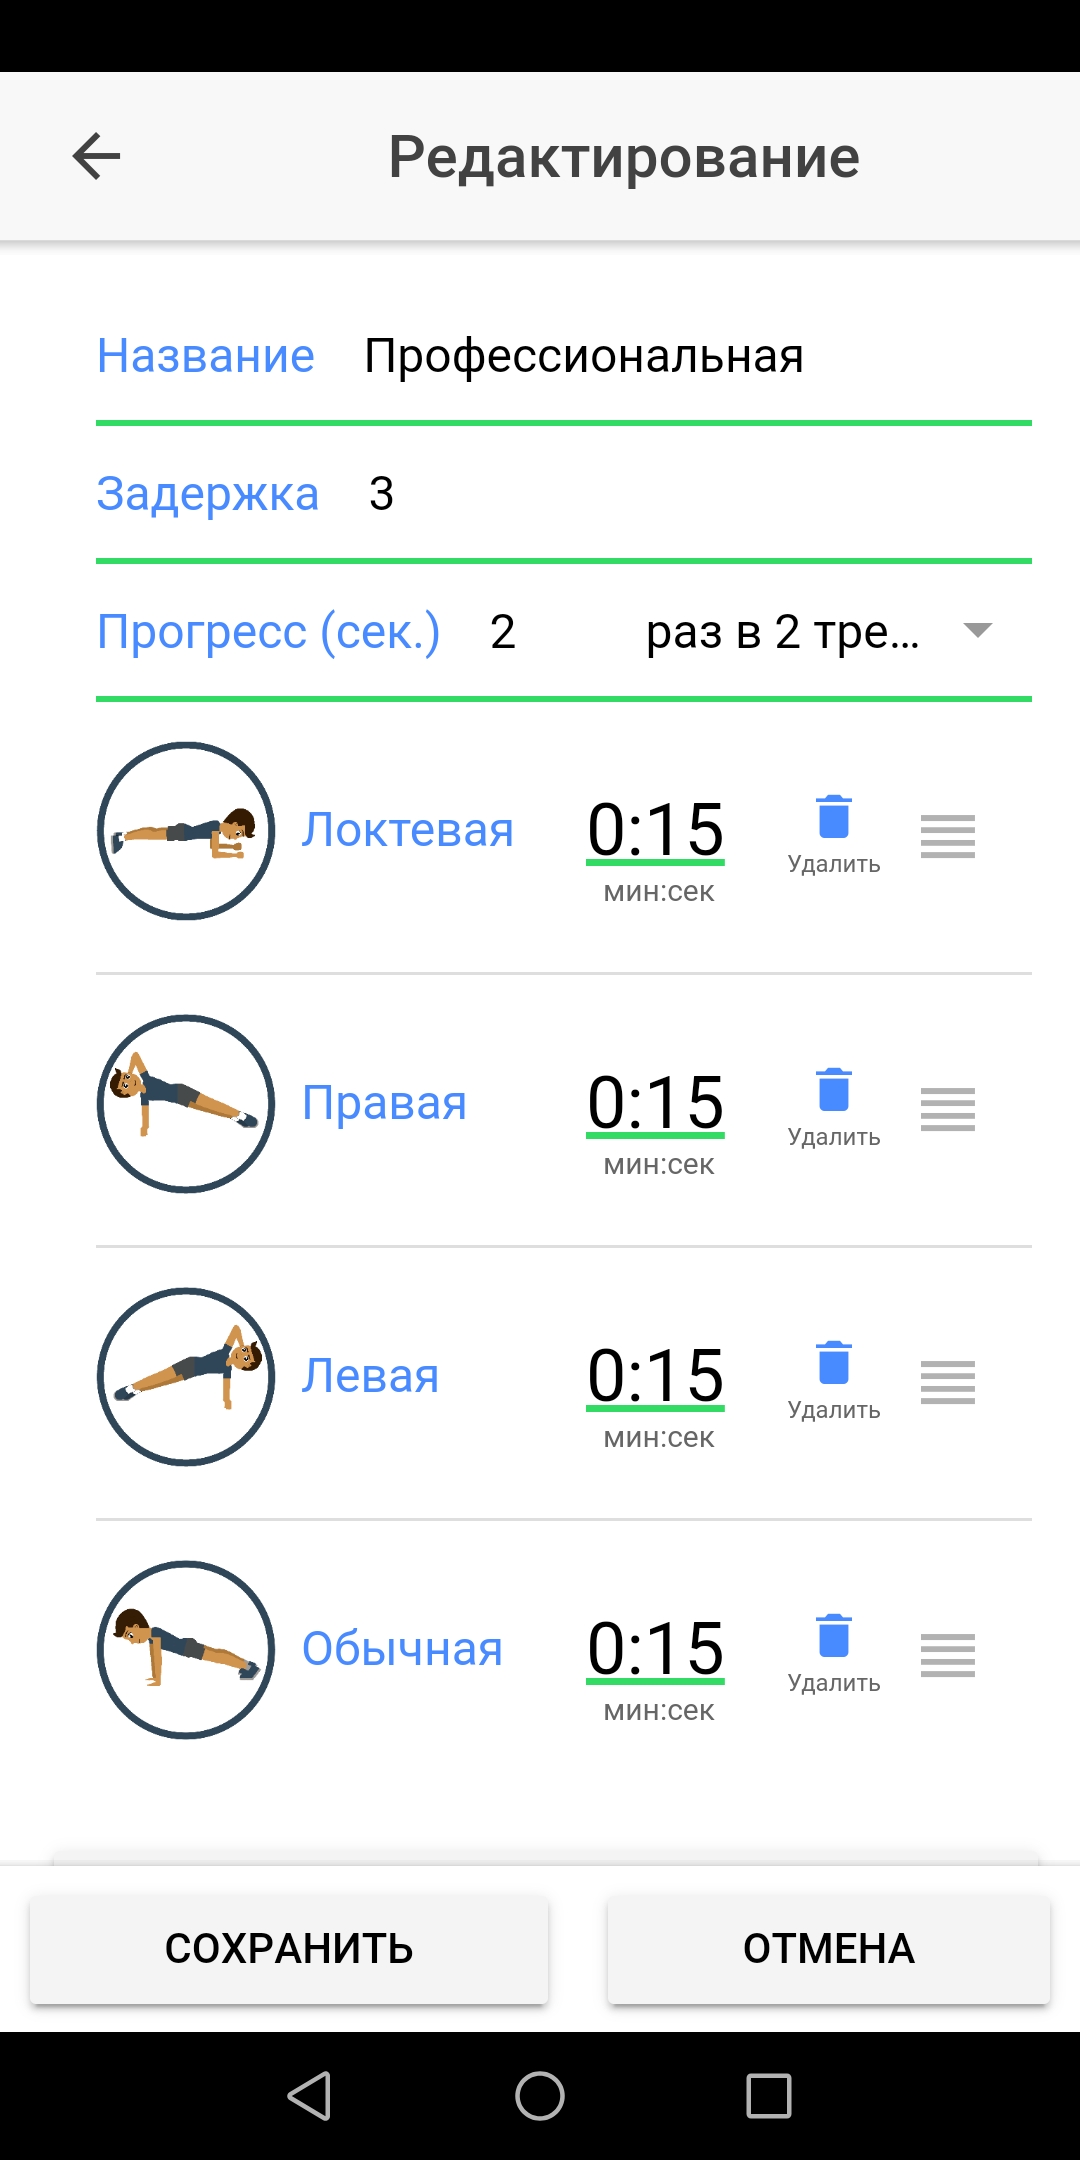 Редактирование
Название Профессиональная
Задержка 3
Прогресс (сек.) 2 раз в 2 тре...
Локтевая 0:15 Удалить
мин:сек
Правая 0:15 Удалить
мин:сек
Левая 0:15 Удалить
мин:сек
Обычная 0:15 Удалить
мин:сек
СОХРАНИТЬ ОТМЕНА